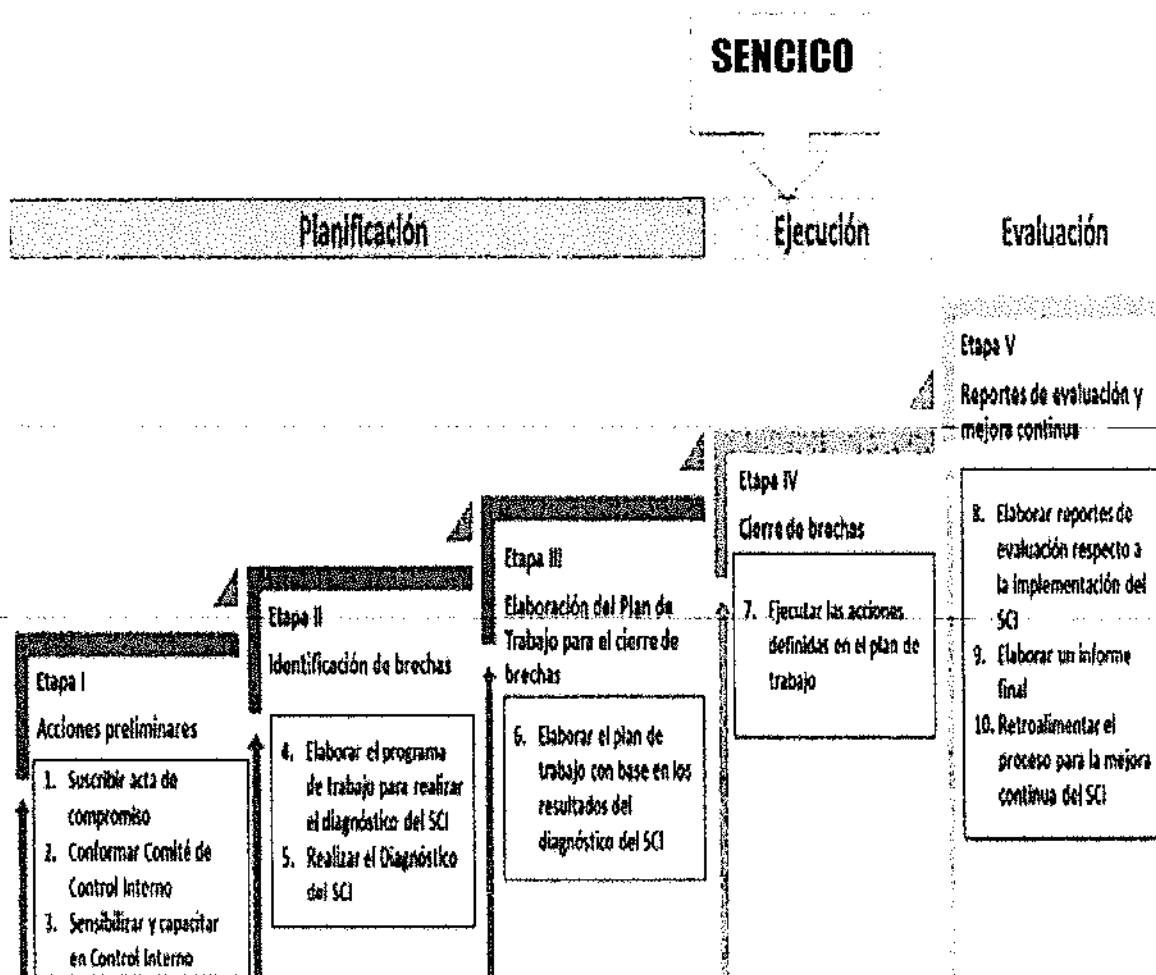 SENCICO
Planificación
Ejecución
Evaluación
Etapa I
Acciones preliminares
1. Suscribir acta de
compromiso
2. Conformar Comité de
Control Interno
3. Sensibilizar y capacitar
en Control Interno
Etapa II
Identificación de brechas
4. Elaborar el programa
de trabajo para realizar
el diagnóstico del SCI
5. Realizar el Diagnóstico
del SCI
Etapa III
Elaboración del Plan de
Trabajo para el cierre de
brechas
6. Elaborar el plan de
trabajo con base en los
resultados del
diagnóstico del SCI
Etapa IV
Cierre de brechas
7. Ejecutar las acciones
definidas en el plan de
trabajo
Etapa V
Reportes de evaluación y
mejora continua
8. Elaborar reportes de
evaluación respecto a
la implementación del
SCI
9. Elaborar un informe
final
10. Retroalimentar el
proceso para la mejora
continua del SCI